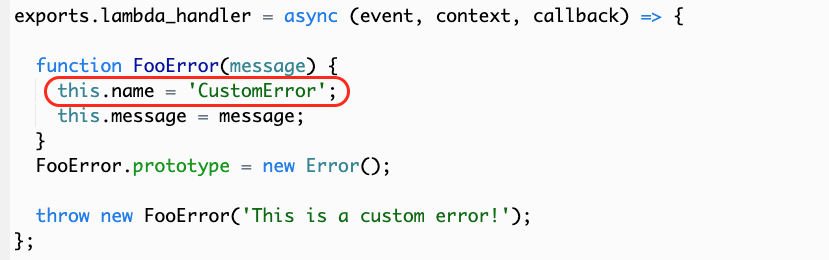 exports.lambda_handler = async (event, context, callback) => {
function FooError(message) {
this.name = 'CustomError';
this.message = message;
}
FooError.prototype = new Error();
throw new FooError('This is a custom error!');
};